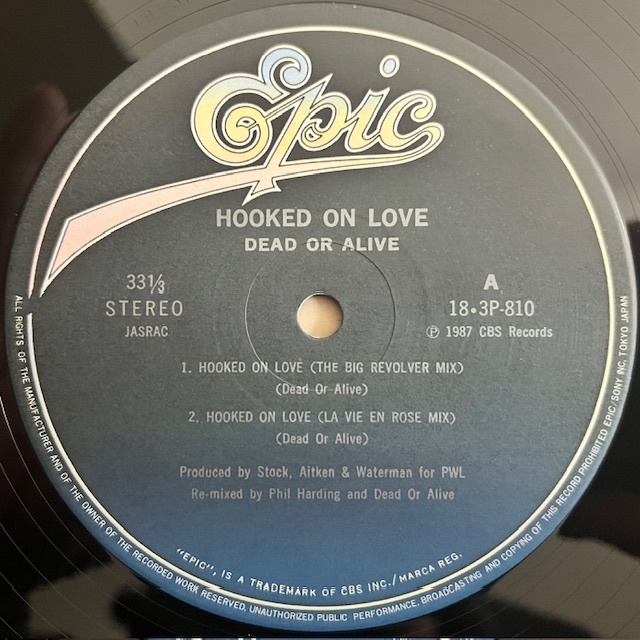 Epic
HOOKED ON LOVE
DEAD OR ALIVE
33⅓
STEREO
JASRAC
A
18•3P-810
℗ 1987 CBS Records
1. HOOKED ON LOVE (THE BIG REVOLVER MIX)
(Dead Or Alive)
2. HOOKED ON LOVE (LA VIE EN ROSE MIX)
(Dead Or Alive)
Produced by Stock, Aitken & Waterman for PWL
Re-mixed by Phil Harding and Dead Or Alive
"EPIC", IS A TRADEMARK OF CBS INC./MARCA REG.
ALL RIGHTS OF THE MANUFACTURER AND OF THE OWNER OF THE RECORDED WORK RESERVED. UNAUTHORIZED PUBLIC PERFORMANCE, BROADCASTING AND COPYING OF THIS RECORD PROHIBITED EPIC/SONY INC. TOKYO JAPAN